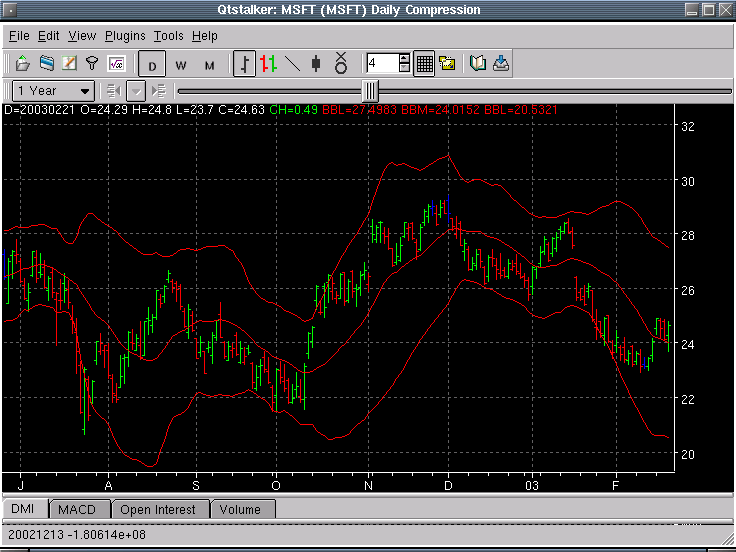 Qtstalker: MSFT (MSFT) Daily Compression
File Edit View Plugins Tools Help
D W M 4
1 Year
D=20030221 O=24.29 H=24.8 L=23.7 C=24.63 CH=0.49 BBL=27.4983 BBM=24.0152 BBL=20.5321
32
30
28
26
24
22
20
J A S O N D 03 F
DMI MACD Open Interest Volume
20021213 -1.80614e+08